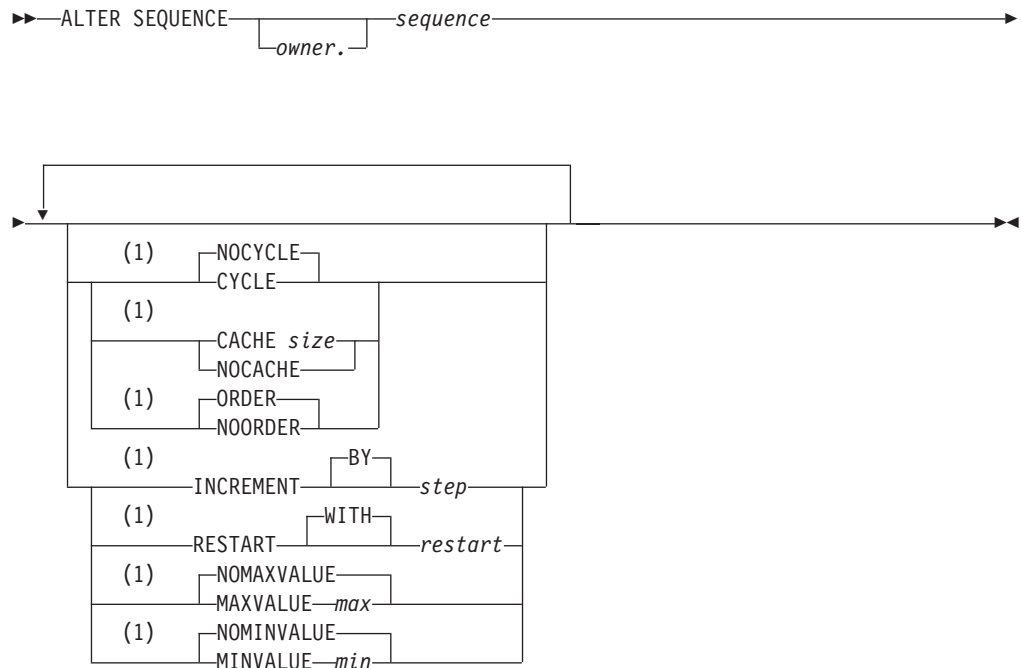 ALTER SEQUENCE sequence
owner.
(1) NOCYCLE
CYCLE
(1)
CACHE size
NOCACHE
(1) ORDER
NOORDER
(1) BY
INCREMENT step
(1) WITH
RESTART restart
(1) NOMAXVALUE
MAXVALUE max
(1) NOMINVALUE
MINVALUE min